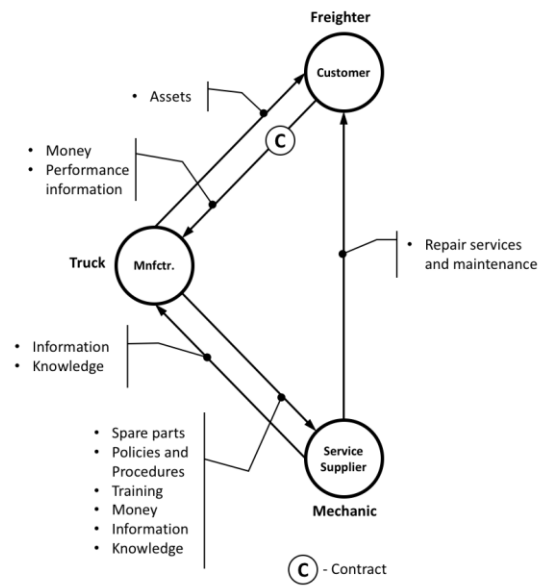 Freighter
Customer
• Assets
C
• Money
• Performance
information
Truck
Mnfctr.
• Repair services
and maintenance
• Information
• Knowledge
• Spare parts
• Policies and
Procedures
• Training
• Money
• Information
• Knowledge
Service
Supplier
Mechanic
C - Contract